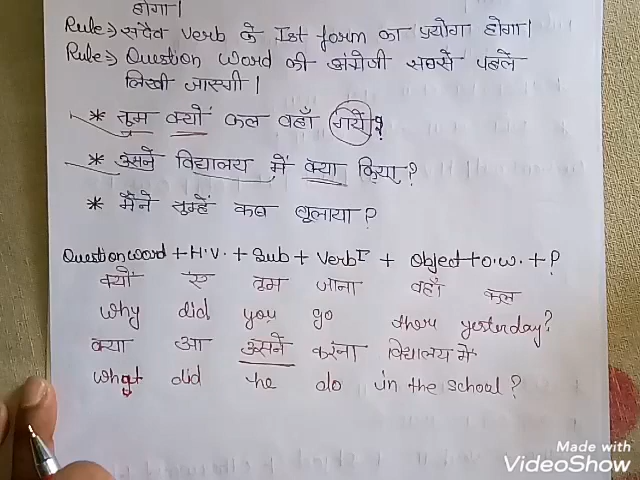 होगा।
Rule:⇒ सदैव verb के Ist form का प्रयोग होगा।
Rule:⇒ Question word की अंग्रेजी सबसे पहले
लिखी जाएगी।
* तुम क्यों कल वहाँ गये?
* उसने विद्यालय में क्या किया?
* मैंने तुम्हें कब बुलाया?
Question word + H.V. + Sub + Verb I + object + o.w. + ?
क्यों तुम जाना वहाँ कल
why did you go there yesterday?
क्या उसने करना विद्यालय में
what did he do in the school?
Made with
VideoShow